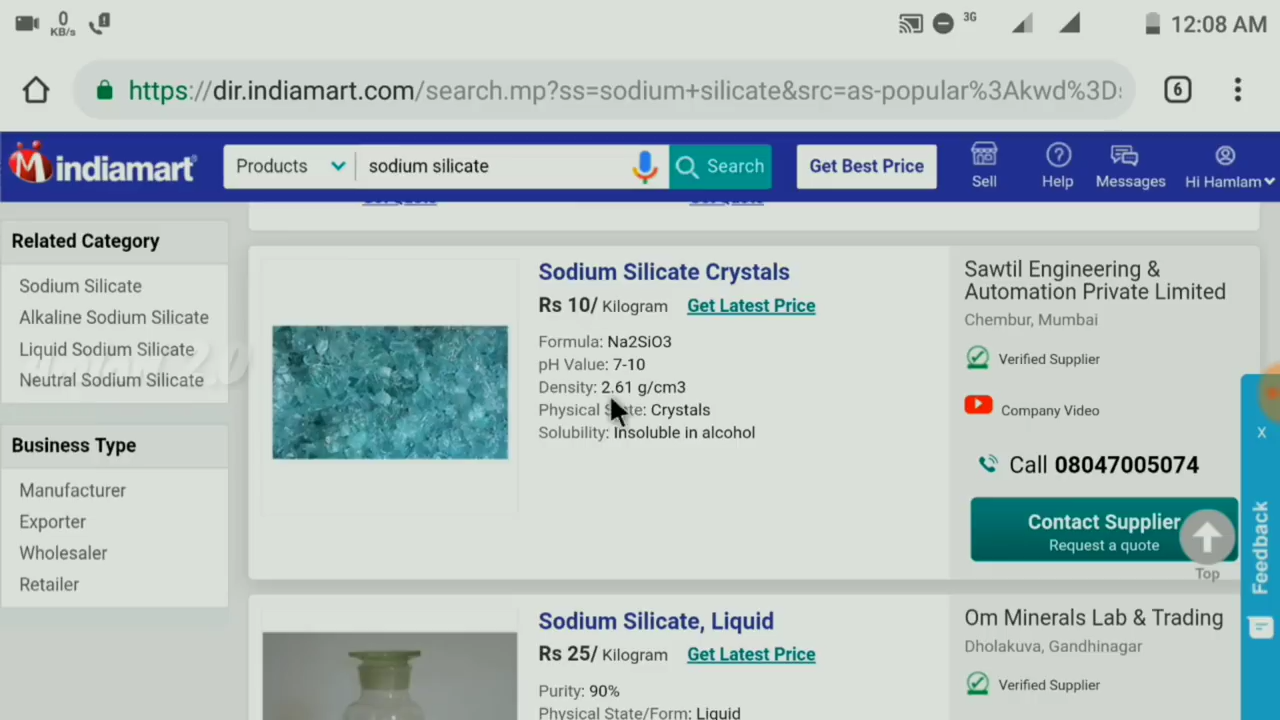 0
KB/s
3G
12:08 AM
https://dir.indiamart.com/search.mp?ss=sodium+silicate&src=as-popular%3Akwd%3D
6
indiamart
Products
sodium silicate
Search
Get Best Price
Sell
Help
Messages
Hi Hamlam
Get Quote
Get Quote
Related Category
Sodium Silicate
Alkaline Sodium Silicate
Liquid Sodium Silicate
Neutral Sodium Silicate
Business Type
Manufacturer
Exporter
Wholesaler
Retailer
Sodium Silicate Crystals
Rs 10/ Kilogram Get Latest Price
Formula: Na2SiO3
pH Value: 7-10
Density: 2.61 g/cm3
Physical State: Crystals
Solubility: Insoluble in alcohol
Sawtil Engineering &
Automation Private Limited
Chembur, Mumbai
Verified Supplier
Company Video
Call 08047005074
Contact Supplier
Request a quote
Top
x
Feedback
Sodium Silicate, Liquid
Rs 25/ Kilogram Get Latest Price
Purity: 90%
Physical State/Form: Liquid
Om Minerals Lab & Trading
Dholakuva, Gandhinagar
Verified Supplier